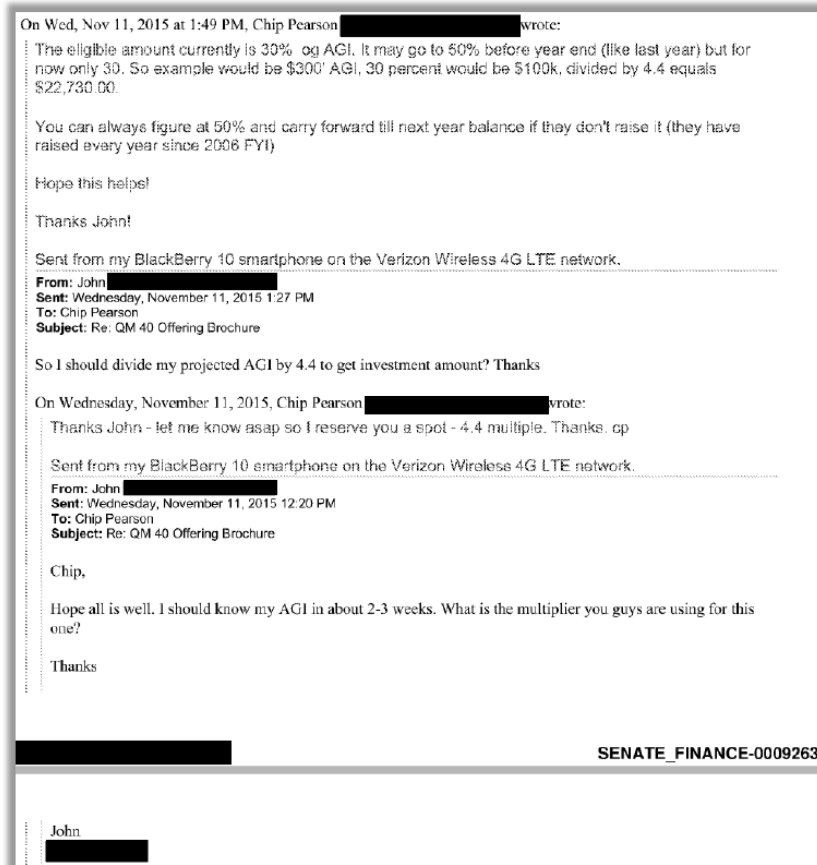 On Wed, Nov 11, 2015 at 1:49 PM, Chip Pearson wrote:
The eligible amount currently is 30% og AGI. It may go to 50% before year end (like last year) but for
now only 30. So example would be $300' AGI, 30 percent would be $100k, divided by 4.4 equals
$22,730.00.
You can always figure at 50% and carry forward till next year balance if they don't raise it (they have
raised every year since 2006 FYI)
Hope this helps!
Thanks John!
Sent from my BlackBerry 10 smartphone on the Verizon Wireless 4G LTE network.
From: John
Sent: Wednesday, November 11, 2015 1:27 PM
To: Chip Pearson
Subject: Re: QM 40 Offering Brochure
So I should divide my projected AGI by 4.4 to get investment amount? Thanks
On Wednesday, November 11, 2015, Chip Pearson wrote:
Thanks John - let me know asap so I reserve you a spot - 4.4 multiple. Thanks. cp
Sent from my BlackBerry 10 smartphone on the Verizon Wireless 4G LTE network.
From: John
Sent: Wednesday, November 11, 2015 12:20 PM
To: Chip Pearson
Subject: Re: QM 40 Offering Brochure
Chip,
Hope all is well. I should know my AGI in about 2-3 weeks. What is the multiplier you guys are using for this
one?
Thanks
SENATE_FINANCE-0009263
John